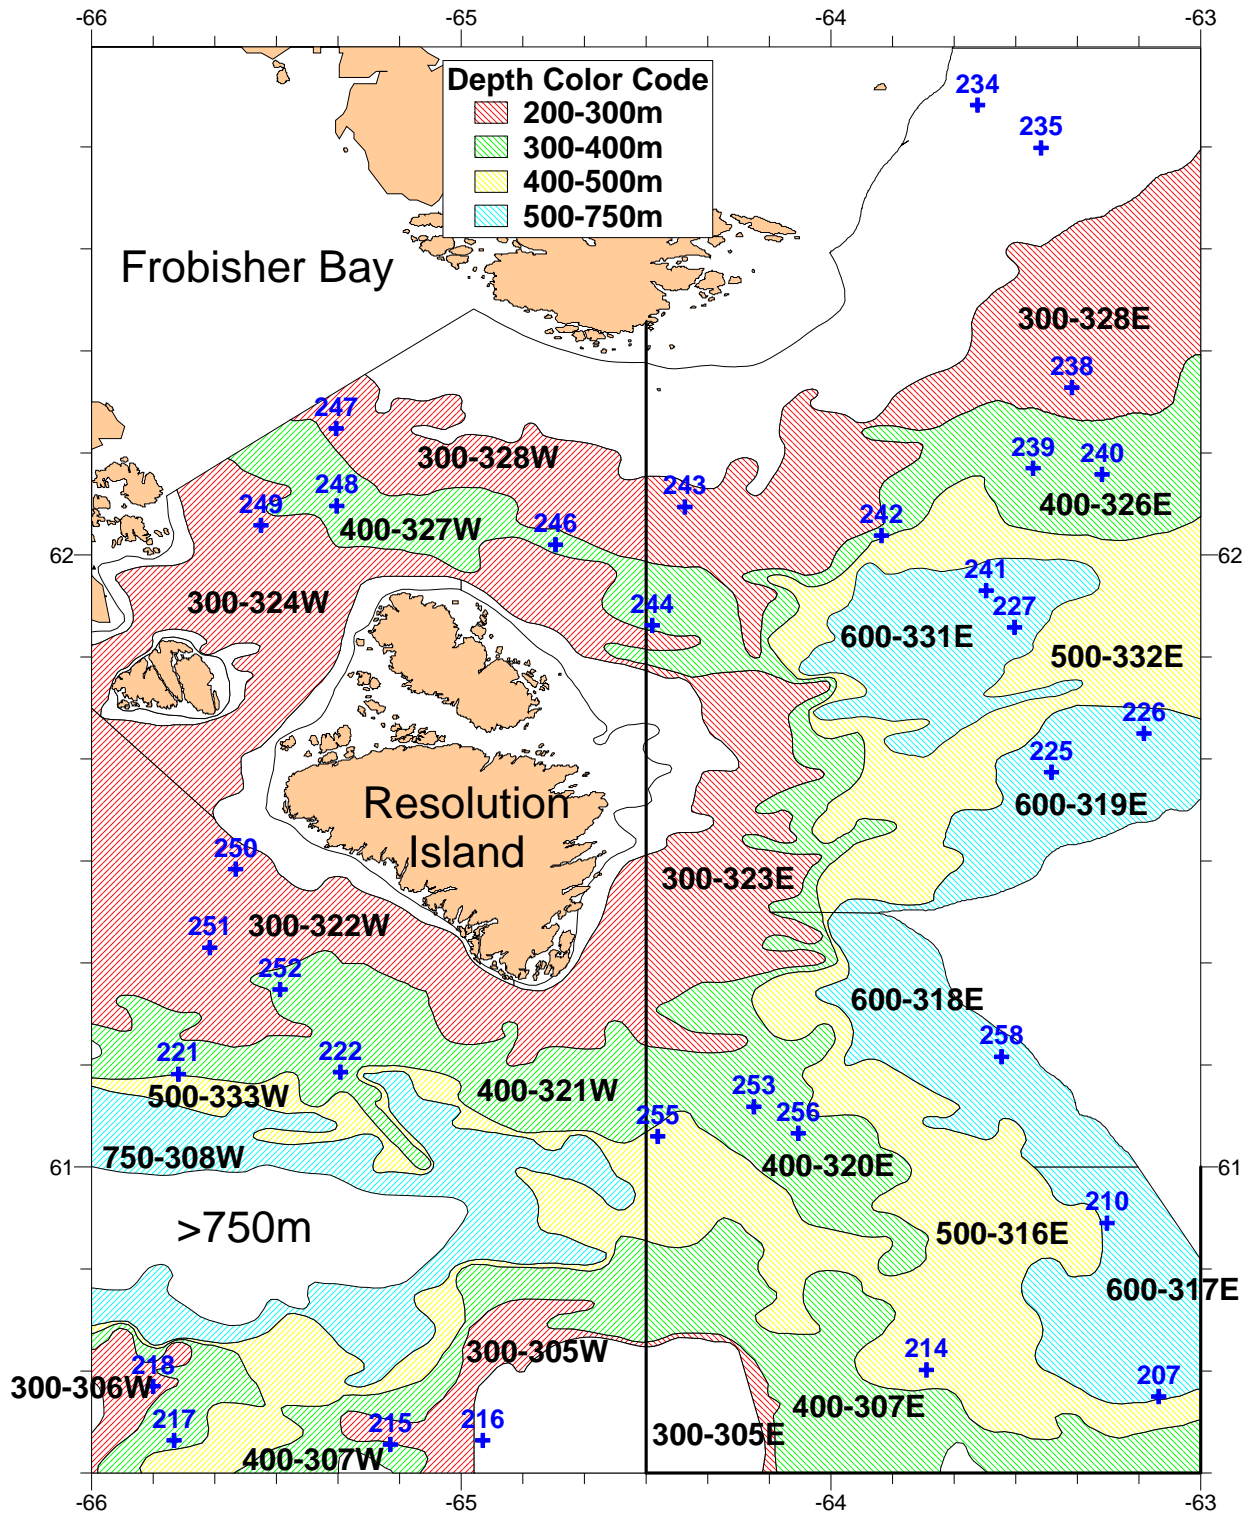 -66 -65 -64 -63
Depth Color Code
200-300m
300-400m
400-500m
500-750m
234
235
Frobisher Bay
300-328E
238
247
300-328W
239 240
248
249
243
400-326E
242
400-327W
246
62 62
241
300-324W
244
227
600-331E
500-332E
226
225
Resolution
600-319E
Island
250
300-323E
251
300-322W
252
600-318E
258
221 222
500-333W
400-321W
253
255 256
750-308W
61 61
400-320E
210
>750m
500-316E
600-317E
300-305W
214
218
300-306W
207
400-307E
217
215 216
300-305E
400-307W
-66 -65 -64 -63